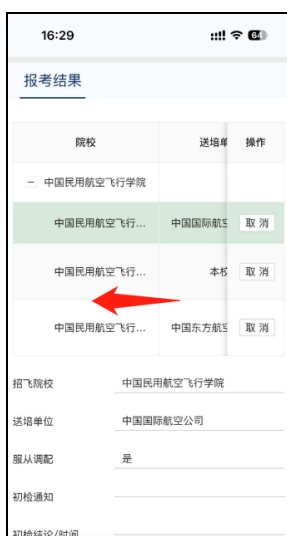 16:29
64
报考结果
院校 送培单 操作
中国民用航空飞行学院
中国民用航空飞行... 中国国际航空 取 消
中国民用航空飞行... 本校 取 消
中国民用航空飞行... 中国东方航空 取 消
招飞院校 中国民用航空飞行学院
送培单位 中国国际航空公司
服从调配 是
初检通知
初检结论/时间